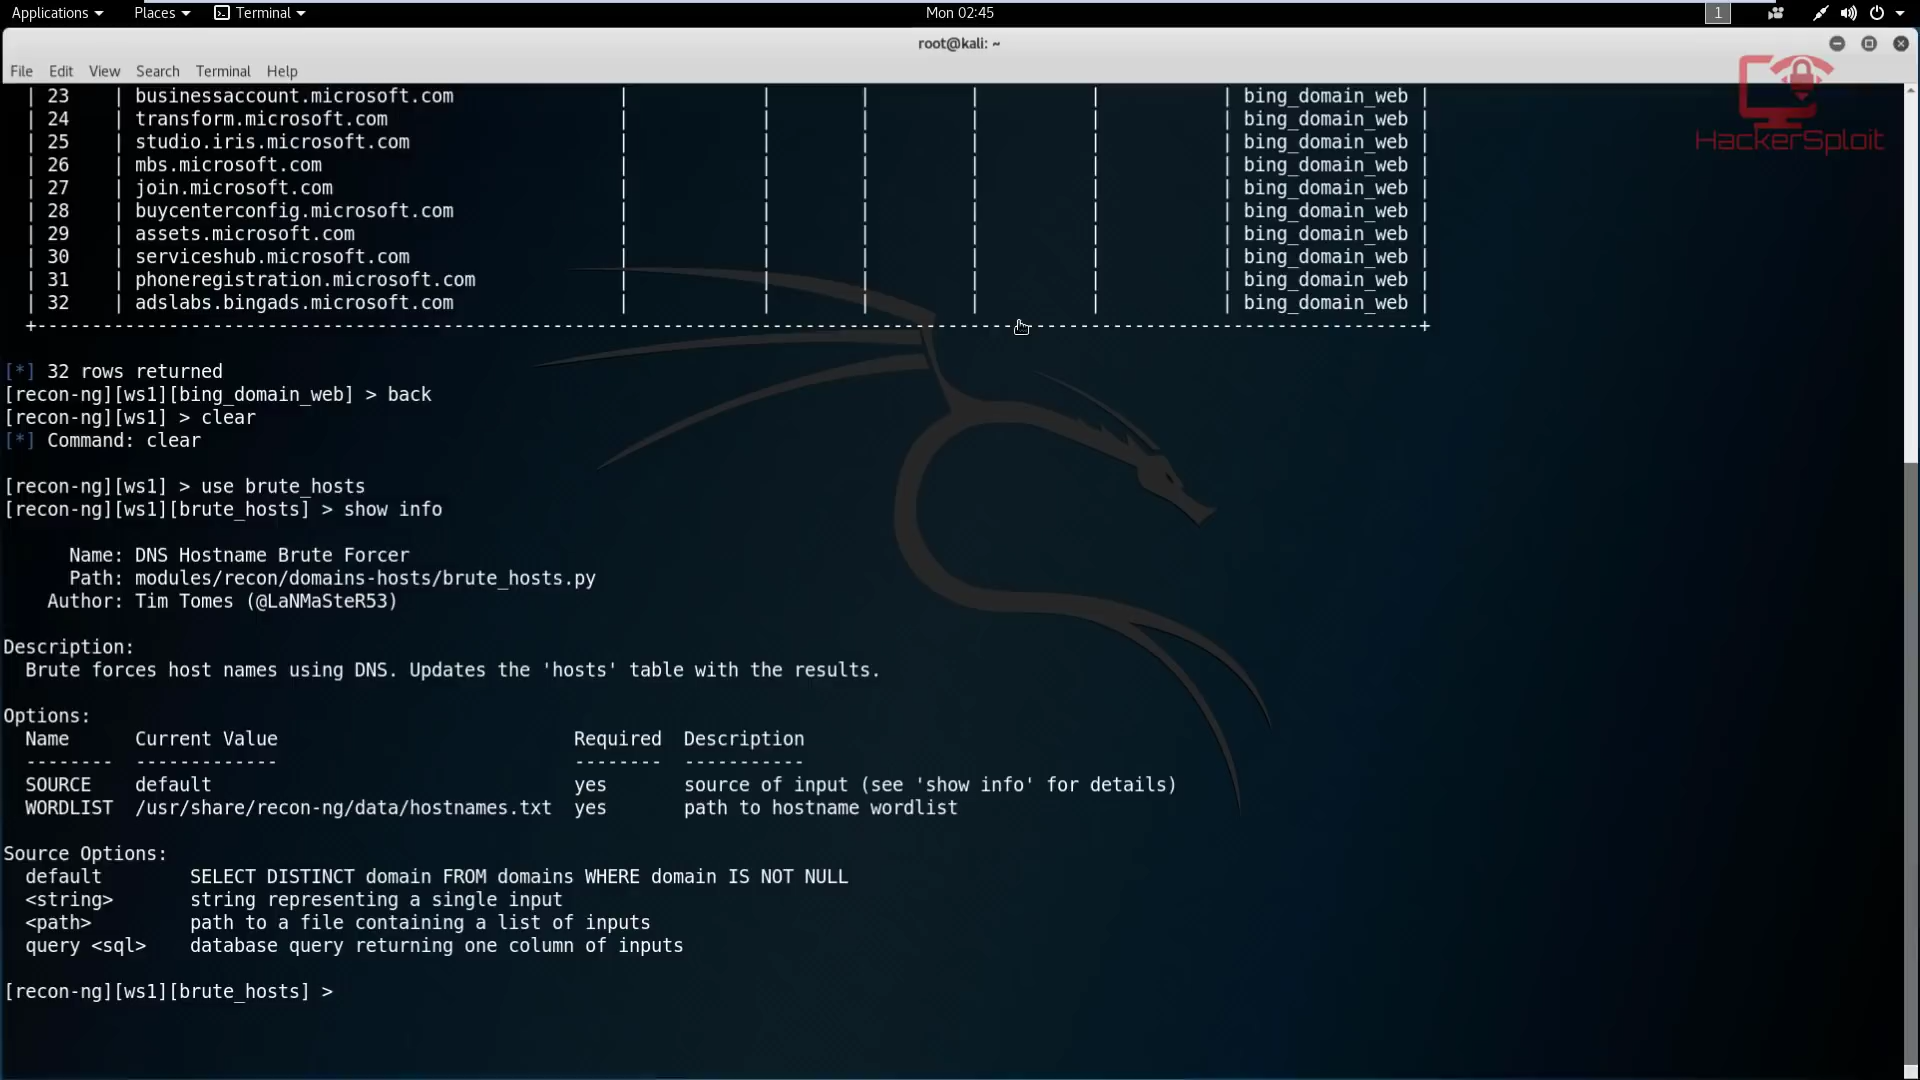 Applications Places Terminal Mon 02:45 1
root@kali: ~
File Edit View Search Terminal Help
HackerSploit
| 23 | businessaccount.microsoft.com | | | | | | bing_domain_web |
| 24 | transform.microsoft.com | | | | | | bing_domain_web |
| 25 | studio.iris.microsoft.com | | | | | | bing_domain_web |
| 26 | mbs.microsoft.com | | | | | | bing_domain_web |
| 27 | join.microsoft.com | | | | | | bing_domain_web |
| 28 | buycenterconfig.microsoft.com | | | | | | bing_domain_web |
| 29 | assets.microsoft.com | | | | | | bing_domain_web |
| 30 | serviceshub.microsoft.com | | | | | | bing_domain_web |
| 31 | phoneregistration.microsoft.com | | | | | | bing_domain_web |
| 32 | adslabs.bingads.microsoft.com | | | | | | bing_domain_web |
+------------------------------------------------------------------------------------------------------------------------------+
[*] 32 rows returned
[recon-ng][ws1][bing_domain_web] > back
[recon-ng][ws1] > clear
[*] Command: clear
[recon-ng][ws1] > use brute_hosts
[recon-ng][ws1][brute_hosts] > show info
Name: DNS Hostname Brute Forcer
Path: modules/recon/domains-hosts/brute_hosts.py
Author: Tim Tomes (@LaNMaSteR53)
Description:
Brute forces host names using DNS. Updates the 'hosts' table with the results.
Options:
Name Current Value Required Description
-------- ------------- -------- -----------
SOURCE default yes source of input (see 'show info' for details)
WORDLIST /usr/share/recon-ng/data/hostnames.txt yes path to hostname wordlist
Source Options:
default SELECT DISTINCT domain FROM domains WHERE domain IS NOT NULL
<string> string representing a single input
<path> path to a file containing a list of inputs
query <sql> database query returning one column of inputs
[recon-ng][ws1][brute_hosts] >